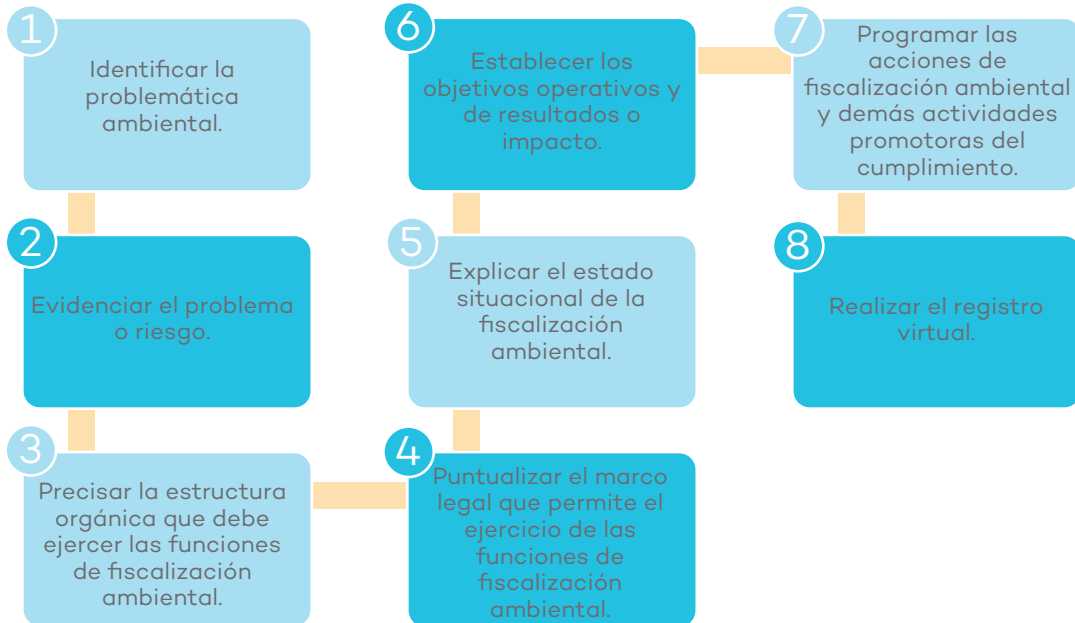 1
Identificar la
problemática
ambiental.
2
Evidenciar el problema
o riesgo.
3
Precisar la estructura
orgánica que debe
ejercer las funciones
de fiscalización
ambiental.
4
Puntualizar el marco
legal que permite el
ejercicio de las
funciones de
fiscalización
ambiental.
5
Explicar el estado
situacional de la
fiscalización
ambiental.
6
Establecer los
objetivos operativos y
de resultados o
impacto.
7
Programar las
acciones de
fiscalización ambiental
y demás actividades
promotoras del
cumplimiento.
8
Realizar el registro
virtual.